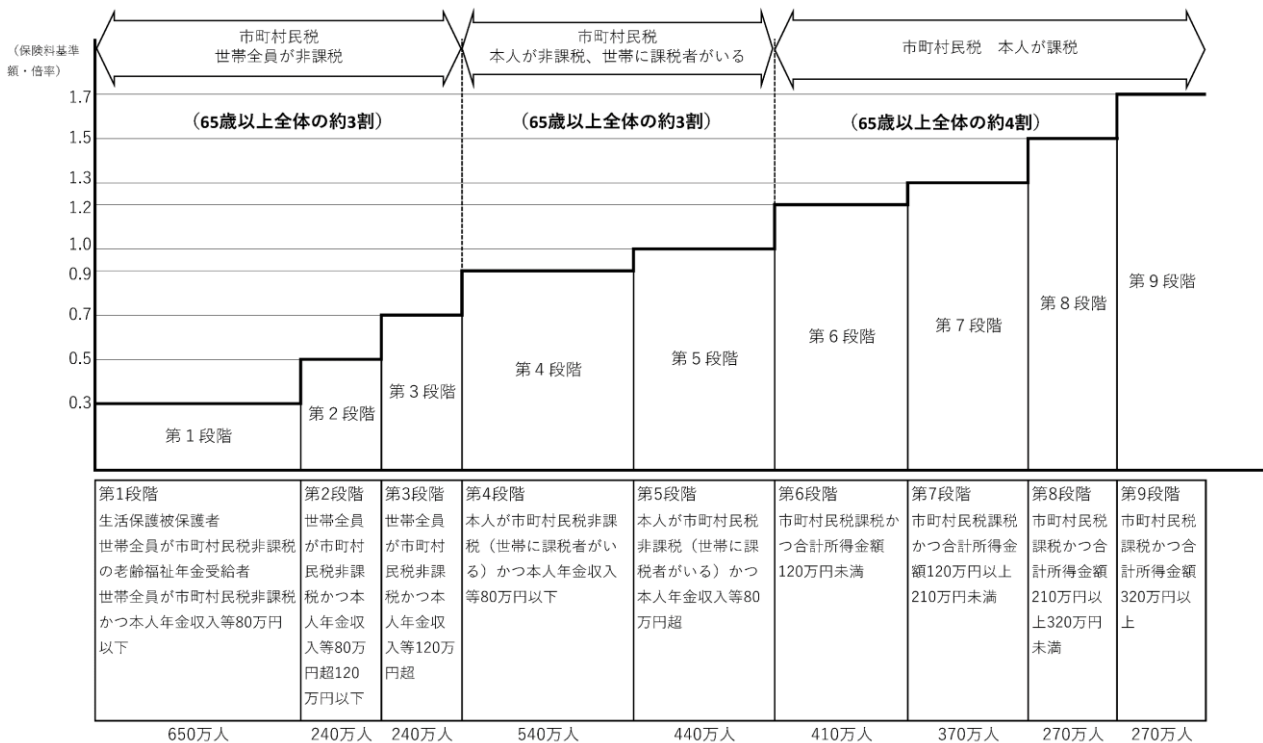 市町村民税
世帯全員が非課税
市町村民税
本人が非課税、世帯に課税者がいる
市町村民税　本人が課税
（保険料基準
額・倍率）
（65歳以上全体の約3割）
（65歳以上全体の約3割）
（65歳以上全体の約4割）
1.7
1.5
1.3
1.2
1.0
0.9
0.7
0.5
0.3
第１段階
第２段階
第３段階
第４段階
第５段階
第６段階
第７段階
第８段階
第９段階
第1段階
生活保護被保護者
世帯全員が市町村民税非課税
の老齢福祉年金受給者
世帯全員が市町村民税非課税
かつ本人年金収入等80万円
以下
第2段階
世帯全員
が市町村
民税非課
税かつ本
人年金収
入等80万
円超120
万円以下
第3段階
世帯全員
が市町村
民税非課
税かつ本
人年金収
入等120万
円超
第4段階
本人が市町村民税非課
税（世帯に課税者がい
る）かつ本人年金収入
等80万円以下
第5段階
本人が市町村民税
非課税（世帯に課
税者がいる）かつ
本人年金収入等80
万円超
第6段階
市町村民税課税か
つ合計所得金額
120万円未満
第7段階
市町村民税課税
かつ合計所得金
額120万円以上
210万円未満
第8段階
市町村民税
課税かつ合
計所得金額
210万円以
上320万円
未満
第9段階
市町村民税
課税かつ合
計所得金額
320万円以
上
650万人
240万人
240万人
540万人
440万人
410万人
370万人
270万人
270万人